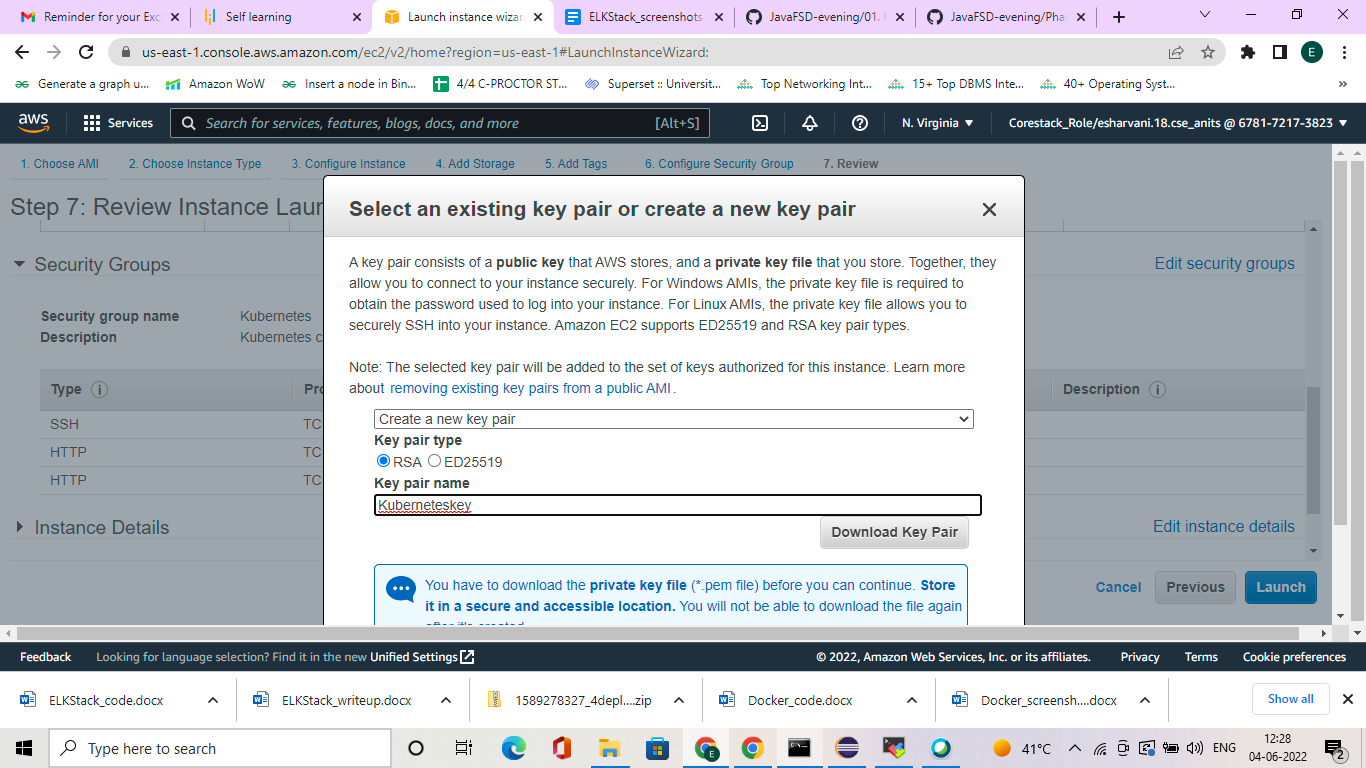 Reminder for your Exc
Self learning
Launch instance wizar
ELKStack_screenshots
JavaFSD-evening/01.
JavaFSD-evening/Pha
us-east-1.console.aws.amazon.com/ec2/v2/home?region=us-east-1#LaunchInstanceWizard:
E
Generate a graph u...
Amazon WoW
Insert a node in Bin...
4/4 C-PROCTOR ST...
Superset :: Universit...
Top Networking Int...
15+ Top DBMS Inte...
40+ Operating Syst...
aws
Services
Search for services, features, blogs, docs, and more
[Alt+S]
N. Virginia
Corestack_Role/esharvani.18.cse_anits @ 6781-7217-3823
1. Choose AMI
2. Choose Instance Type
3. Configure Instance
4. Add Storage
5. Add Tags
6. Configure Security Group
7. Review
Step 7: Review Instance Laun
Security Groups
Edit security groups
Security group name
Kubernetes
Description
Kubernetes c
Type
Pro
Description
SSH
TC
HTTP
TC
HTTP
TC
Instance Details
Edit instance details
Cancel
Previous
Launch
Select an existing key pair or create a new key pair
A key pair consists of a public key that AWS stores, and a private key file that you store. Together, they
allow you to connect to your instance securely. For Windows AMIs, the private key file is required to
obtain the password used to log into your instance. For Linux AMIs, the private key file allows you to
securely SSH into your instance. Amazon EC2 supports ED25519 and RSA key pair types.
Note: The selected key pair will be added to the set of keys authorized for this instance. Learn more
about removing existing key pairs from a public AMI.
Create a new key pair
Key pair type
RSA
ED25519
Key pair name
Kuberneteskey
Download Key Pair
You have to download the private key file (*.pem file) before you can continue. Store
it in a secure and accessible location. You will not be able to download the file again
after it's created.
Feedback
Looking for language selection? Find it in the new Unified Settings
© 2022, Amazon Web Services, Inc. or its affiliates.
Privacy
Terms
Cookie preferences
ELKStack_code.docx
ELKStack_writeup.docx
1589278327_4depl....zip
Docker_code.docx
Docker_screensh....docx
Show all
Type here to search
E
41°C
ENG
12:28
04-06-2022
2